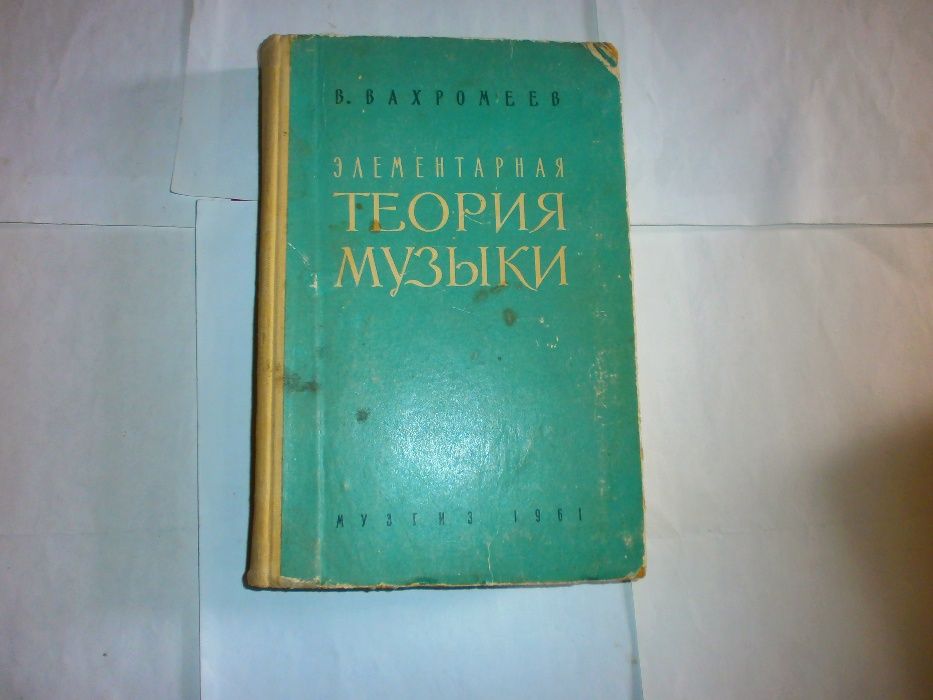 В. ВАХРОМЕЕВ
ЭЛЕМЕНТАРНАЯ
ТЕОРИЯ
МУЗЫКИ
МУЗГИЗ 1961